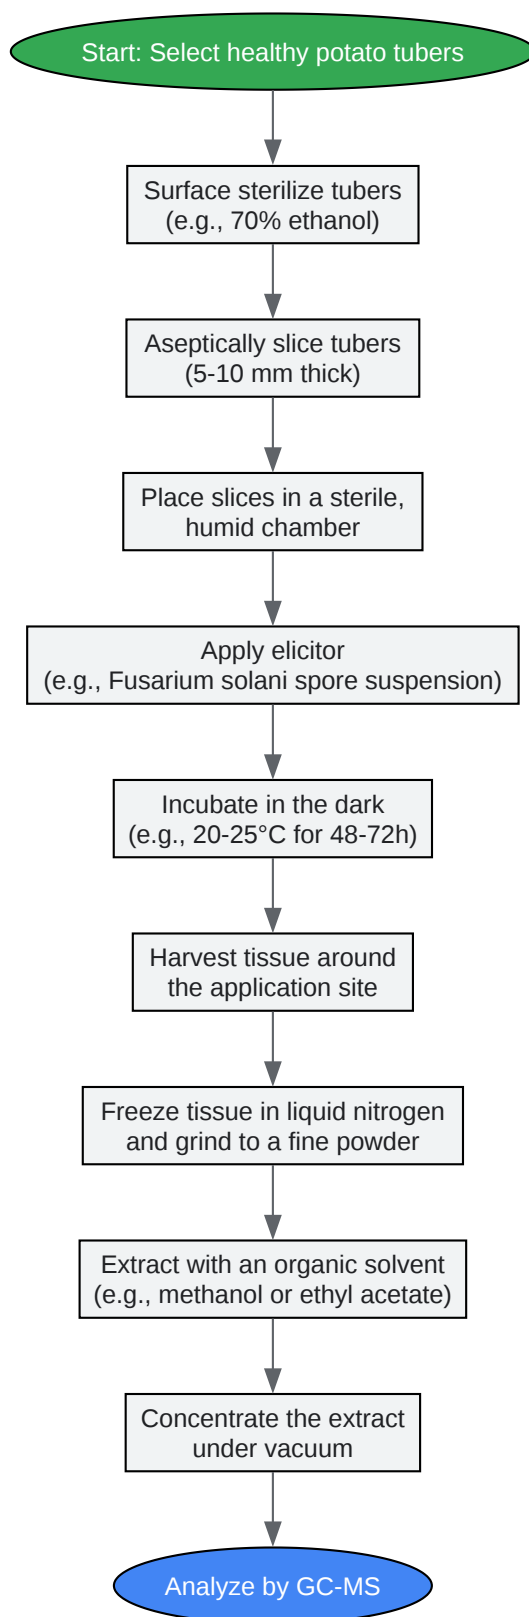 Start: Select healthy potato tubers
Surface sterilize tubers
(e.g., 70% ethanol)
Aseptically slice tubers
(5-10 mm thick)
Place slices in a sterile,
humid chamber
Apply elicitor
(e.g., Fusarium solani spore suspension)
Incubate in the dark
(e.g., 20-25°C for 48-72h)
Harvest tissue around
the application site
Freeze tissue in liquid nitrogen
and grind to a fine powder
Extract with an organic solvent
(e.g., methanol or ethyl acetate)
Concentrate the extract
under vacuum
Analyze by GC-MS